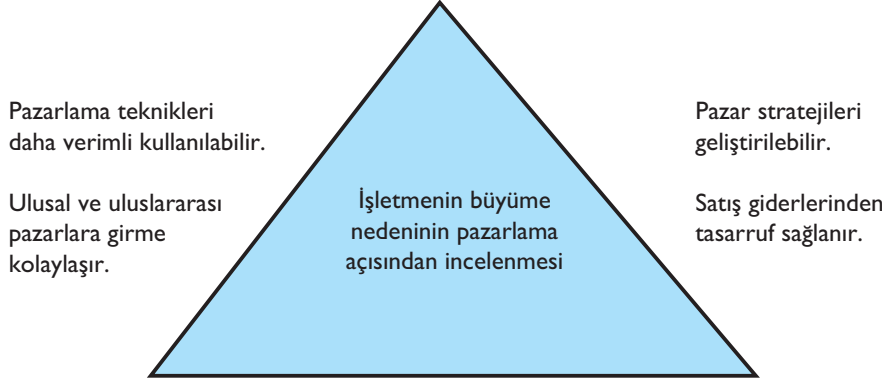 Pazarlama teknikleri
daha verimli kullanılabilir.
Ulusal ve uluslararası
pazarlara girme
kolaylaşır.
İşletmenin büyüme
nedeninin pazarlama
açısından incelenmesi
Pazar stratejileri
geliştirilebilir.
Satış giderlerinden
tasarruf sağlanır.